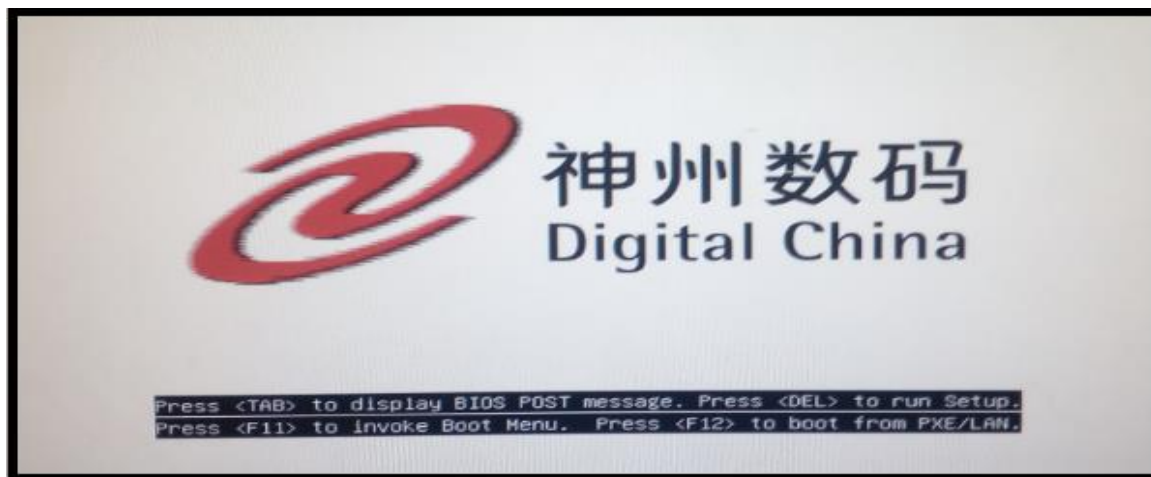 神州数码
Digital China
Press <TAB> to display BIOS POST message. Press <DEL> to run Setup.
Press <F11> to invoke Boot Menu.  Press <F12> to boot from PXE/LAN.